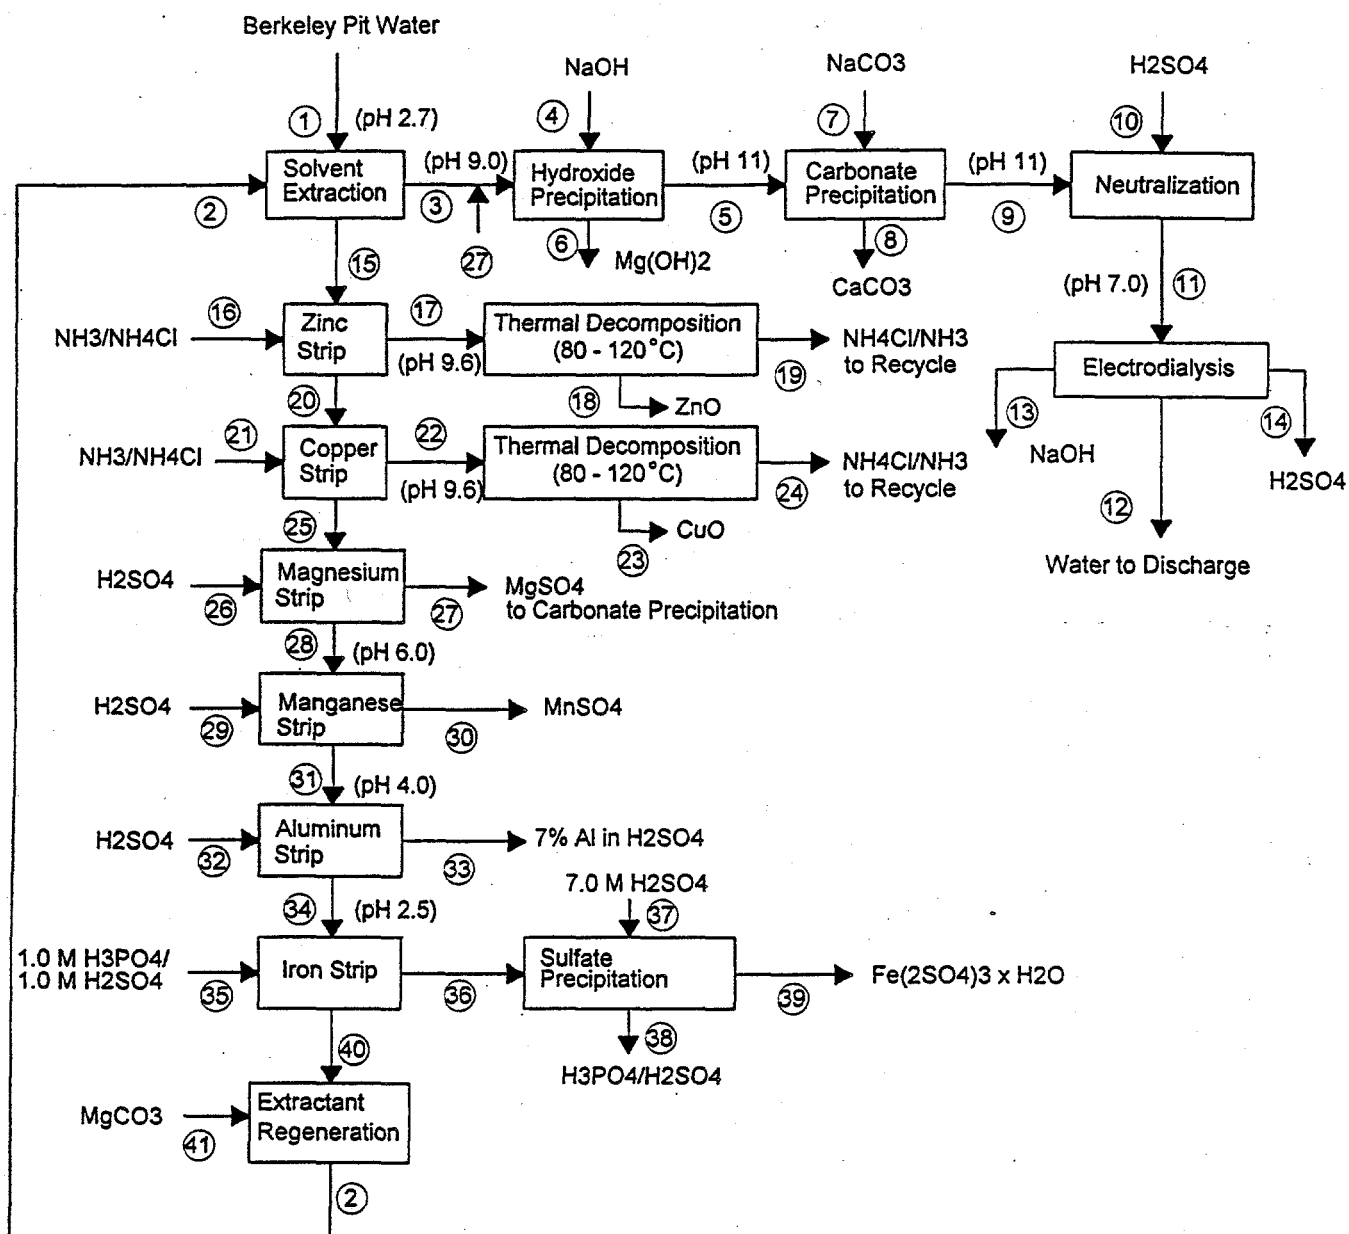 Berkeley Pit Water
NaOH
NaCO3
H2SO4
1
(pH 2.7)
4
7
10
Solvent
Extraction
(pH 9.0)
Hydroxide
Precipitation
(pH 11)
Carbonate
Precipitation
(pH 11)
Neutralization
2
3
27
5
9
6
Mg(OH)2
8
CaCO3
15
(pH 7.0)
11
16
NH3/NH4Cl
Zinc
Strip
17
(pH 9.6)
Thermal Decomposition
(80 - 120°C)
19
NH4Cl/NH3
to Recycle
Electrodialysis
20
18
ZnO
13
NaOH
14
H2SO4
21
NH3/NH4Cl
Copper
Strip
22
(pH 9.6)
Thermal Decomposition
(80 - 120°C)
24
NH4Cl/NH3
to Recycle
12
Water to Discharge
25
23
CuO
H2SO4
26
Magnesium
Strip
27
MgSO4
to Carbonate Precipitation
28
(pH 6.0)
H2SO4
29
Manganese
Strip
30
MnSO4
31
(pH 4.0)
H2SO4
32
Aluminum
Strip
33
7% Al in H2SO4
34
(pH 2.5)
7.0 M H2SO4
37
1.0 M H3PO4/
1.0 M H2SO4
35
Iron Strip
36
Sulfate
Precipitation
39
Fe(2SO4)3 x H2O
40
38
H3PO4/H2SO4
MgCO3
41
Extractant
Regeneration
2